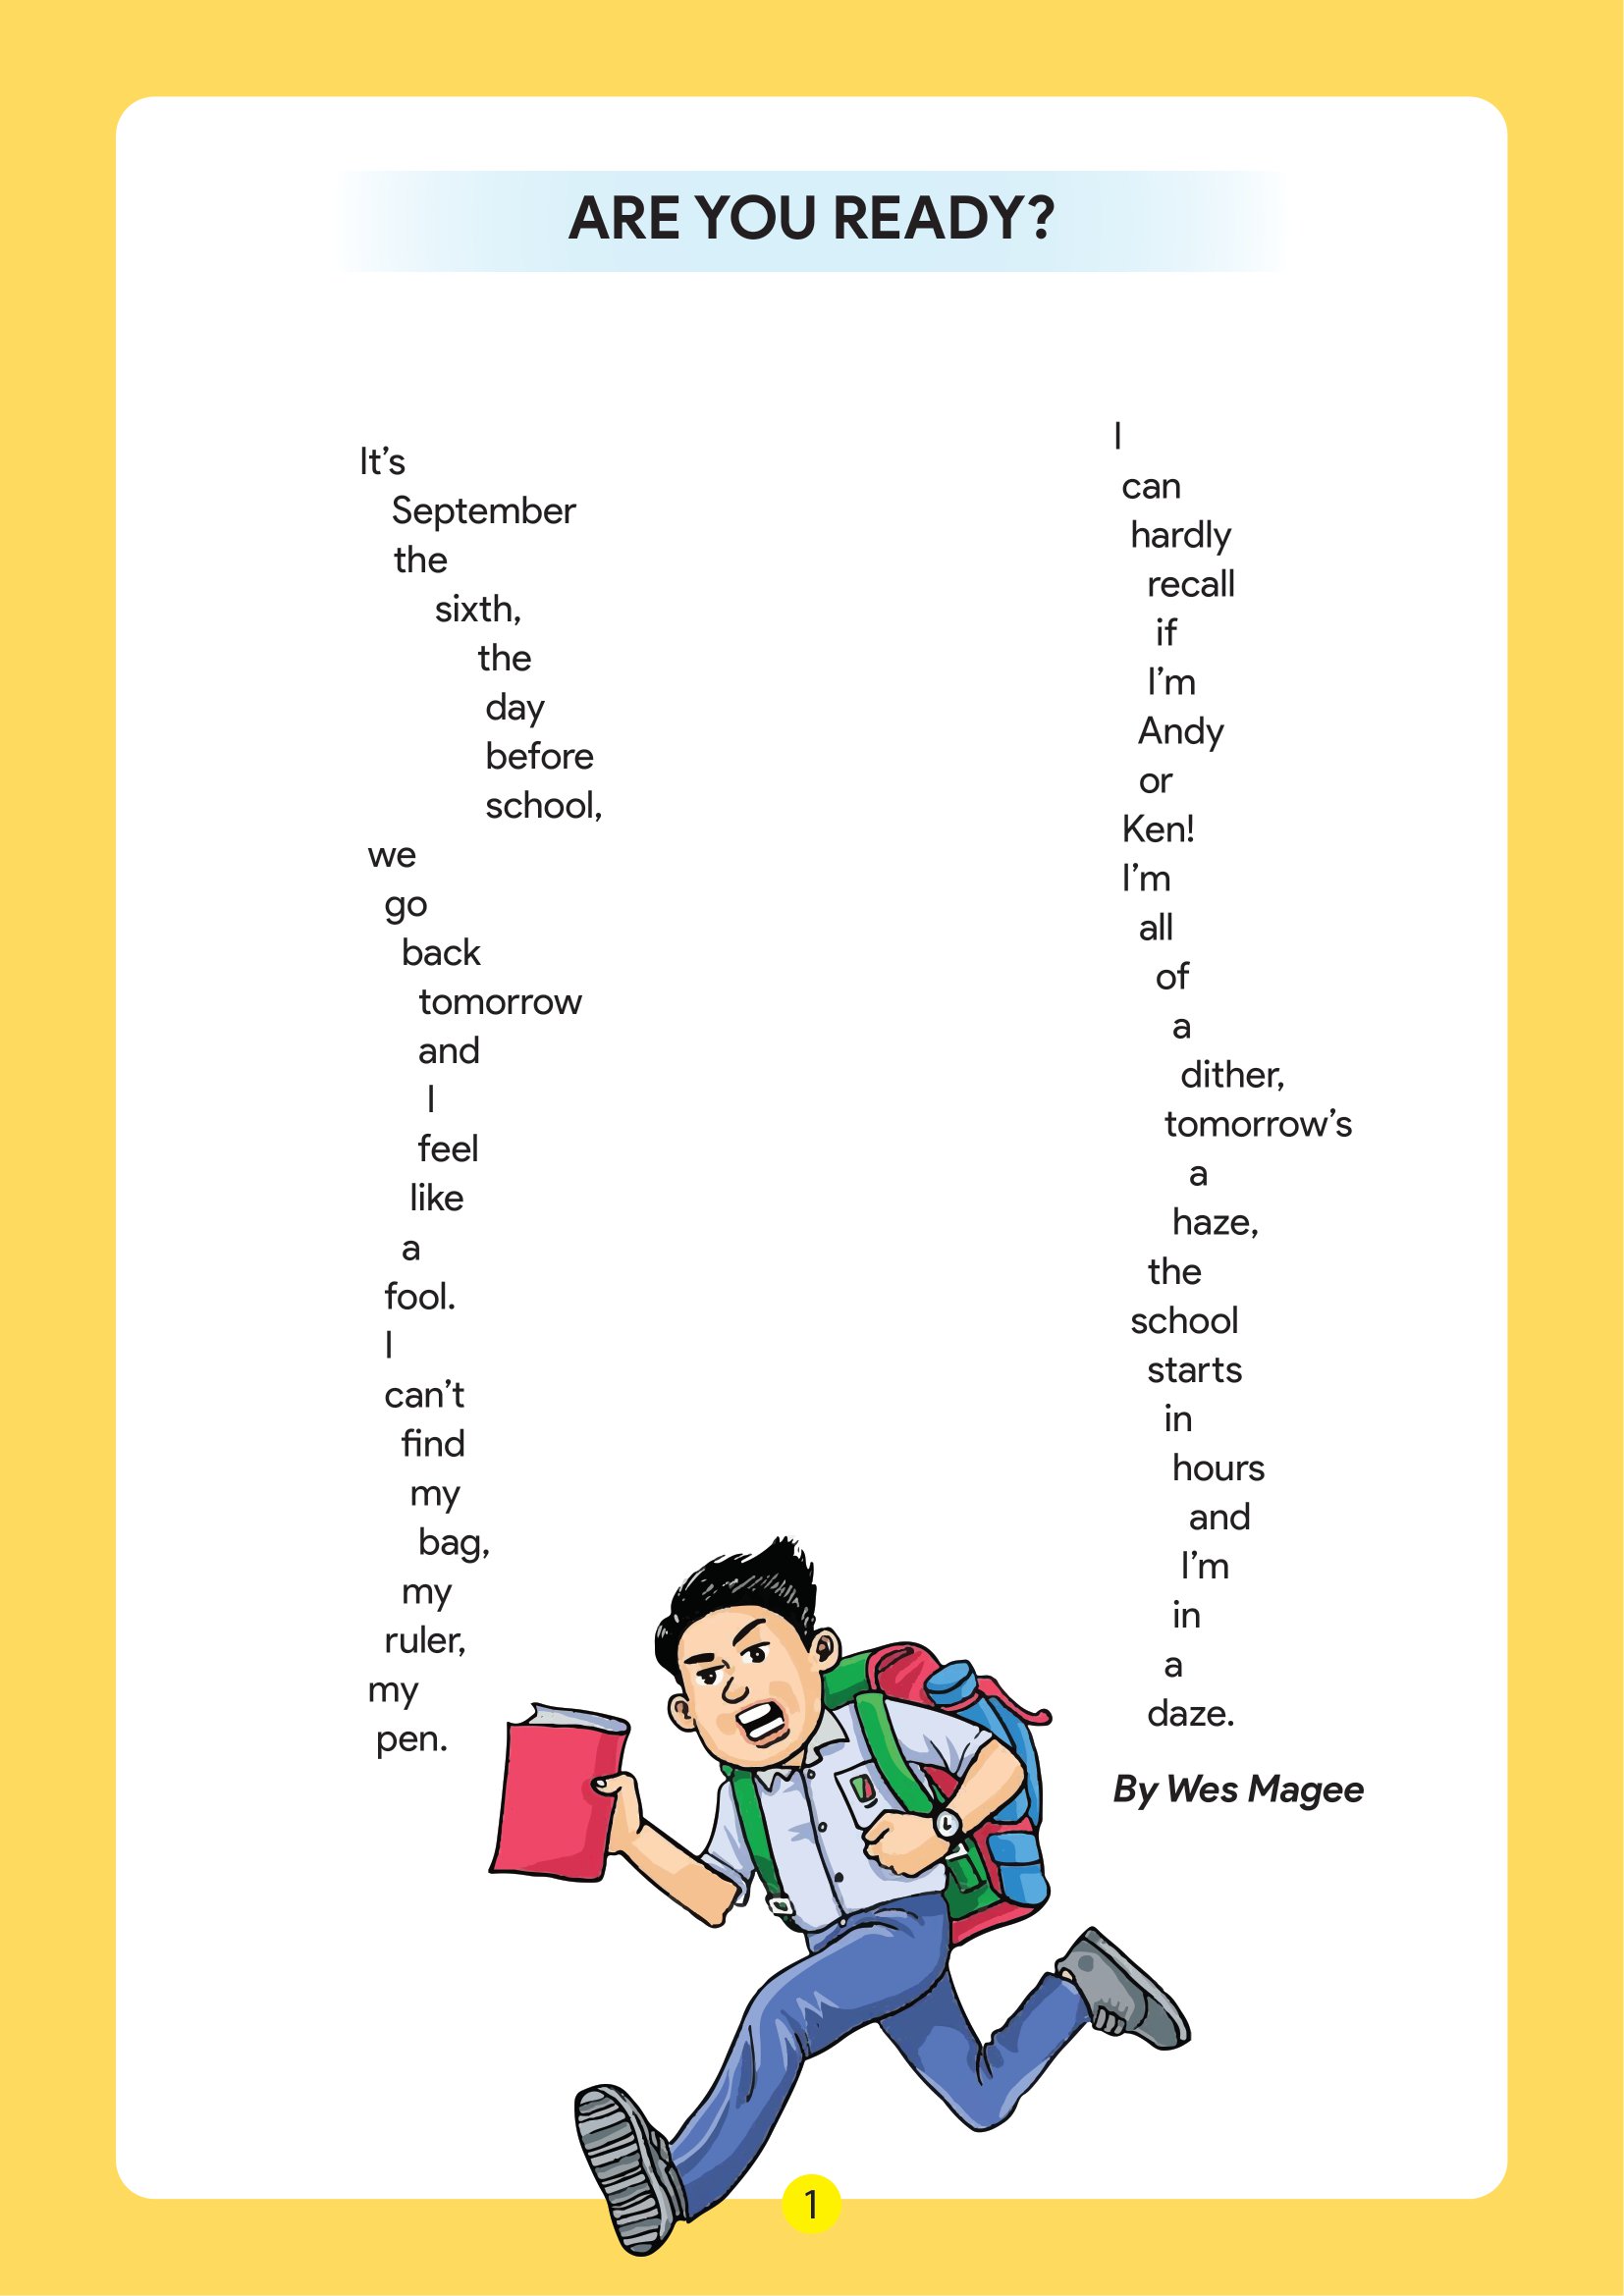 ARE YOU READY?
It’s
September
the
sixth,
the
day
before
school,
we
go
back
tomorrow
and
I
feel
like
a
fool.
I
can’t
find
my
bag,
my
ruler,
my
pen.
I
can
hardly
recall
if
I’m
Andy
or
Ken!
I’m
all
of
a
dither,
tomorrow’s
a
haze,
the
school
starts
in
hours
and
I’m
in
a
daze.
By Wes Magee
1